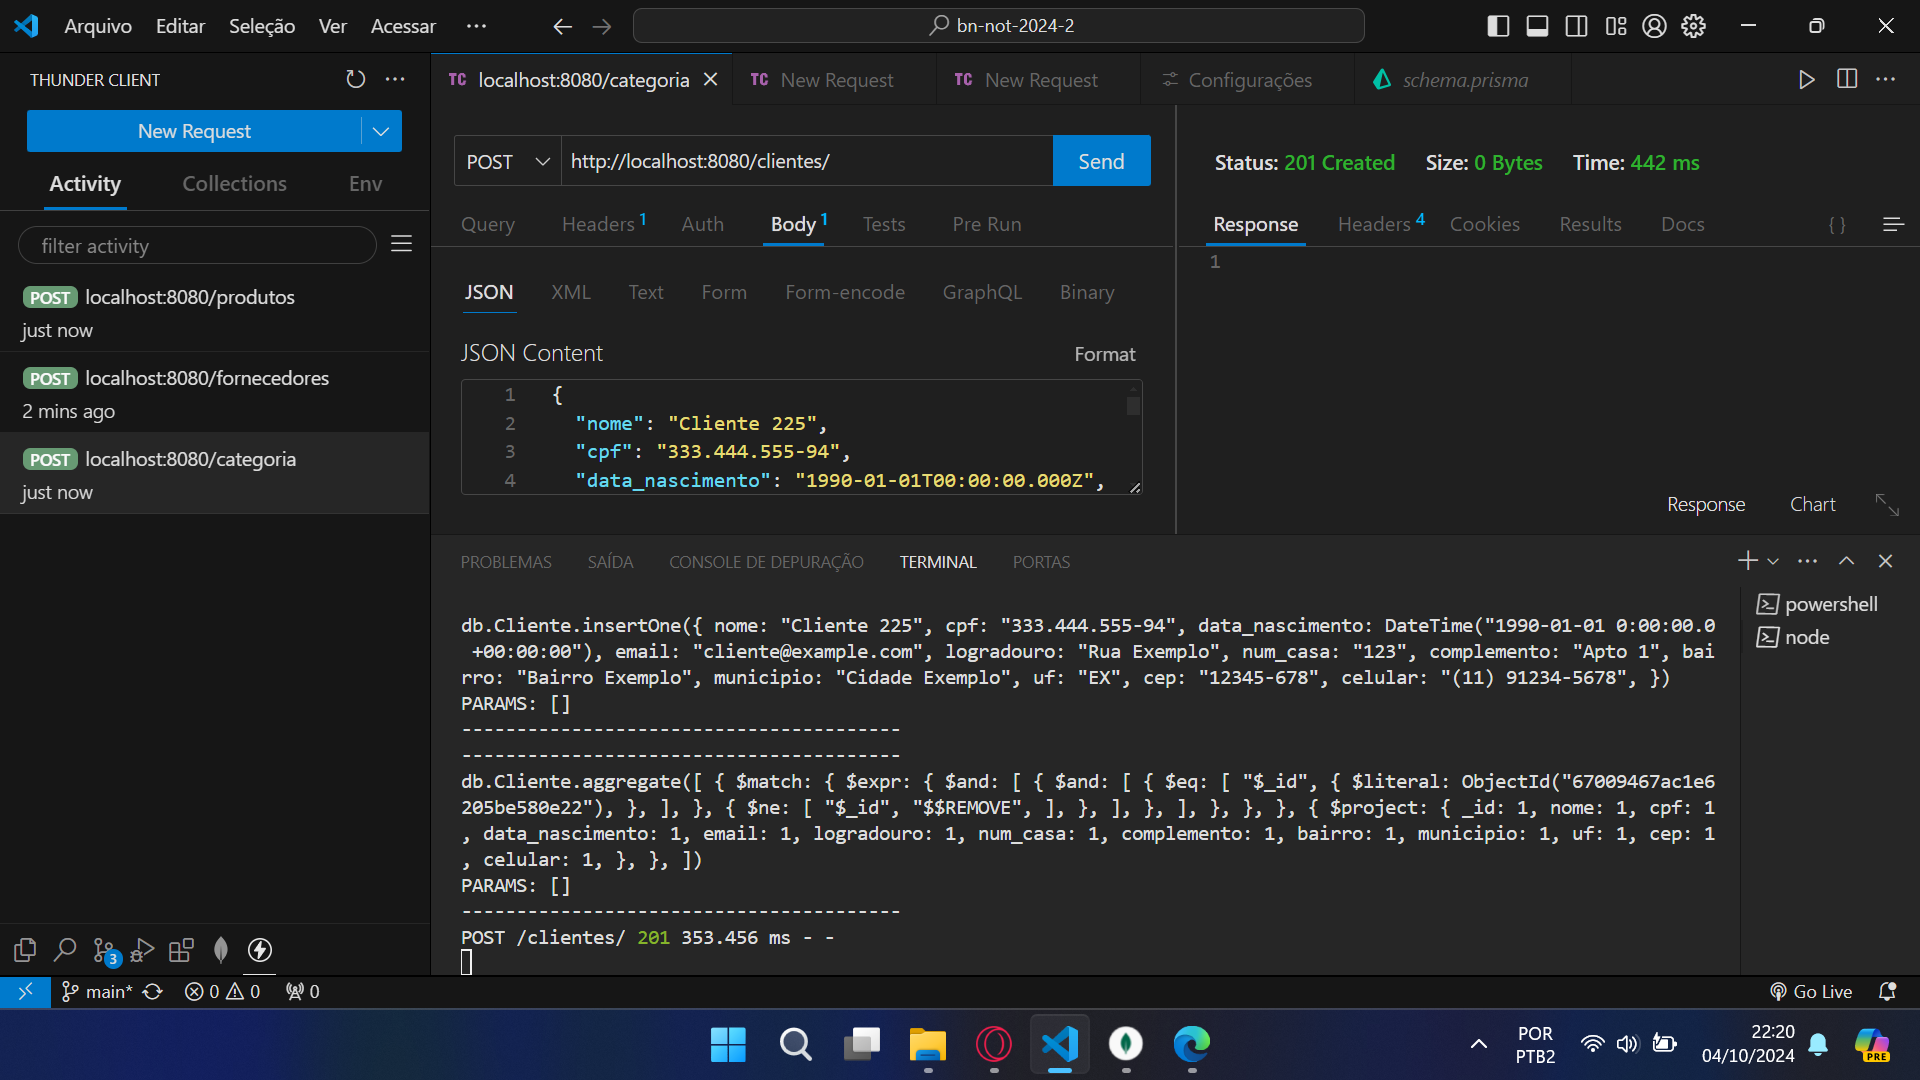 Arquivo Editar Seleção Ver Acessar ···
bn-not-2024-2
THUNDER CLIENT
New Request
Activity Collections Env
filter activity
POST localhost:8080/produtos
just now
POST localhost:8080/fornecedores
2 mins ago
POST localhost:8080/categoria
just now
TC localhost:8080/categoria
TC New Request
TC New Request
Configurações
schema.prisma
POST http://localhost:8080/clientes/ Send
Query Headers 1 Auth Body 1 Tests Pre Run
JSON XML Text Form Form-encode GraphQL Binary
JSON Content Format
1 {
2 "nome": "Cliente 225",
3 "cpf": "333.444.555-94",
4 "data_nascimento": "1990-01-01T00:00:00.000Z",
Status: 201 Created Size: 0 Bytes Time: 442 ms
Response Headers 4 Cookies Results Docs { }
1
Response Chart
PROBLEMAS SAÍDA CONSOLE DE DEPURAÇÃO TERMINAL PORTAS
db.Cliente.insertOne({ nome: "Cliente 225", cpf: "333.444.555-94", data_nascimento: DateTime("1990-01-01 0:00:00.0
+00:00:00"), email: "cliente@example.com", logradouro: "Rua Exemplo", num_casa: "123", complemento: "Apto 1", bai
rro: "Bairro Exemplo", municipio: "Cidade Exemplo", uf: "EX", cep: "12345-678", celular: "(11) 91234-5678", })
PARAMS: []
----------------------------------------
----------------------------------------
db.Cliente.aggregate([ { $match: { $expr: { $and: [ { $and: [ { $eq: [ "$_id", { $literal: ObjectId("67009467ac1e6
205be580e22"), }, ], }, { $ne: [ "$_id", "$$REMOVE", ], }, ], }, ], }, }, }, { $project: { _id: 1, nome: 1, cpf: 1
, data_nascimento: 1, email: 1, logradouro: 1, num_casa: 1, complemento: 1, bairro: 1, municipio: 1, uf: 1, cep: 1
, celular: 1, }, }, ])
PARAMS: []
----------------------------------------
POST /clientes/ 201 353.456 ms - -
powershell
node
3
main* 0 0 0
Go Live
POR
PTB2
22:20
04/10/2024
PRE